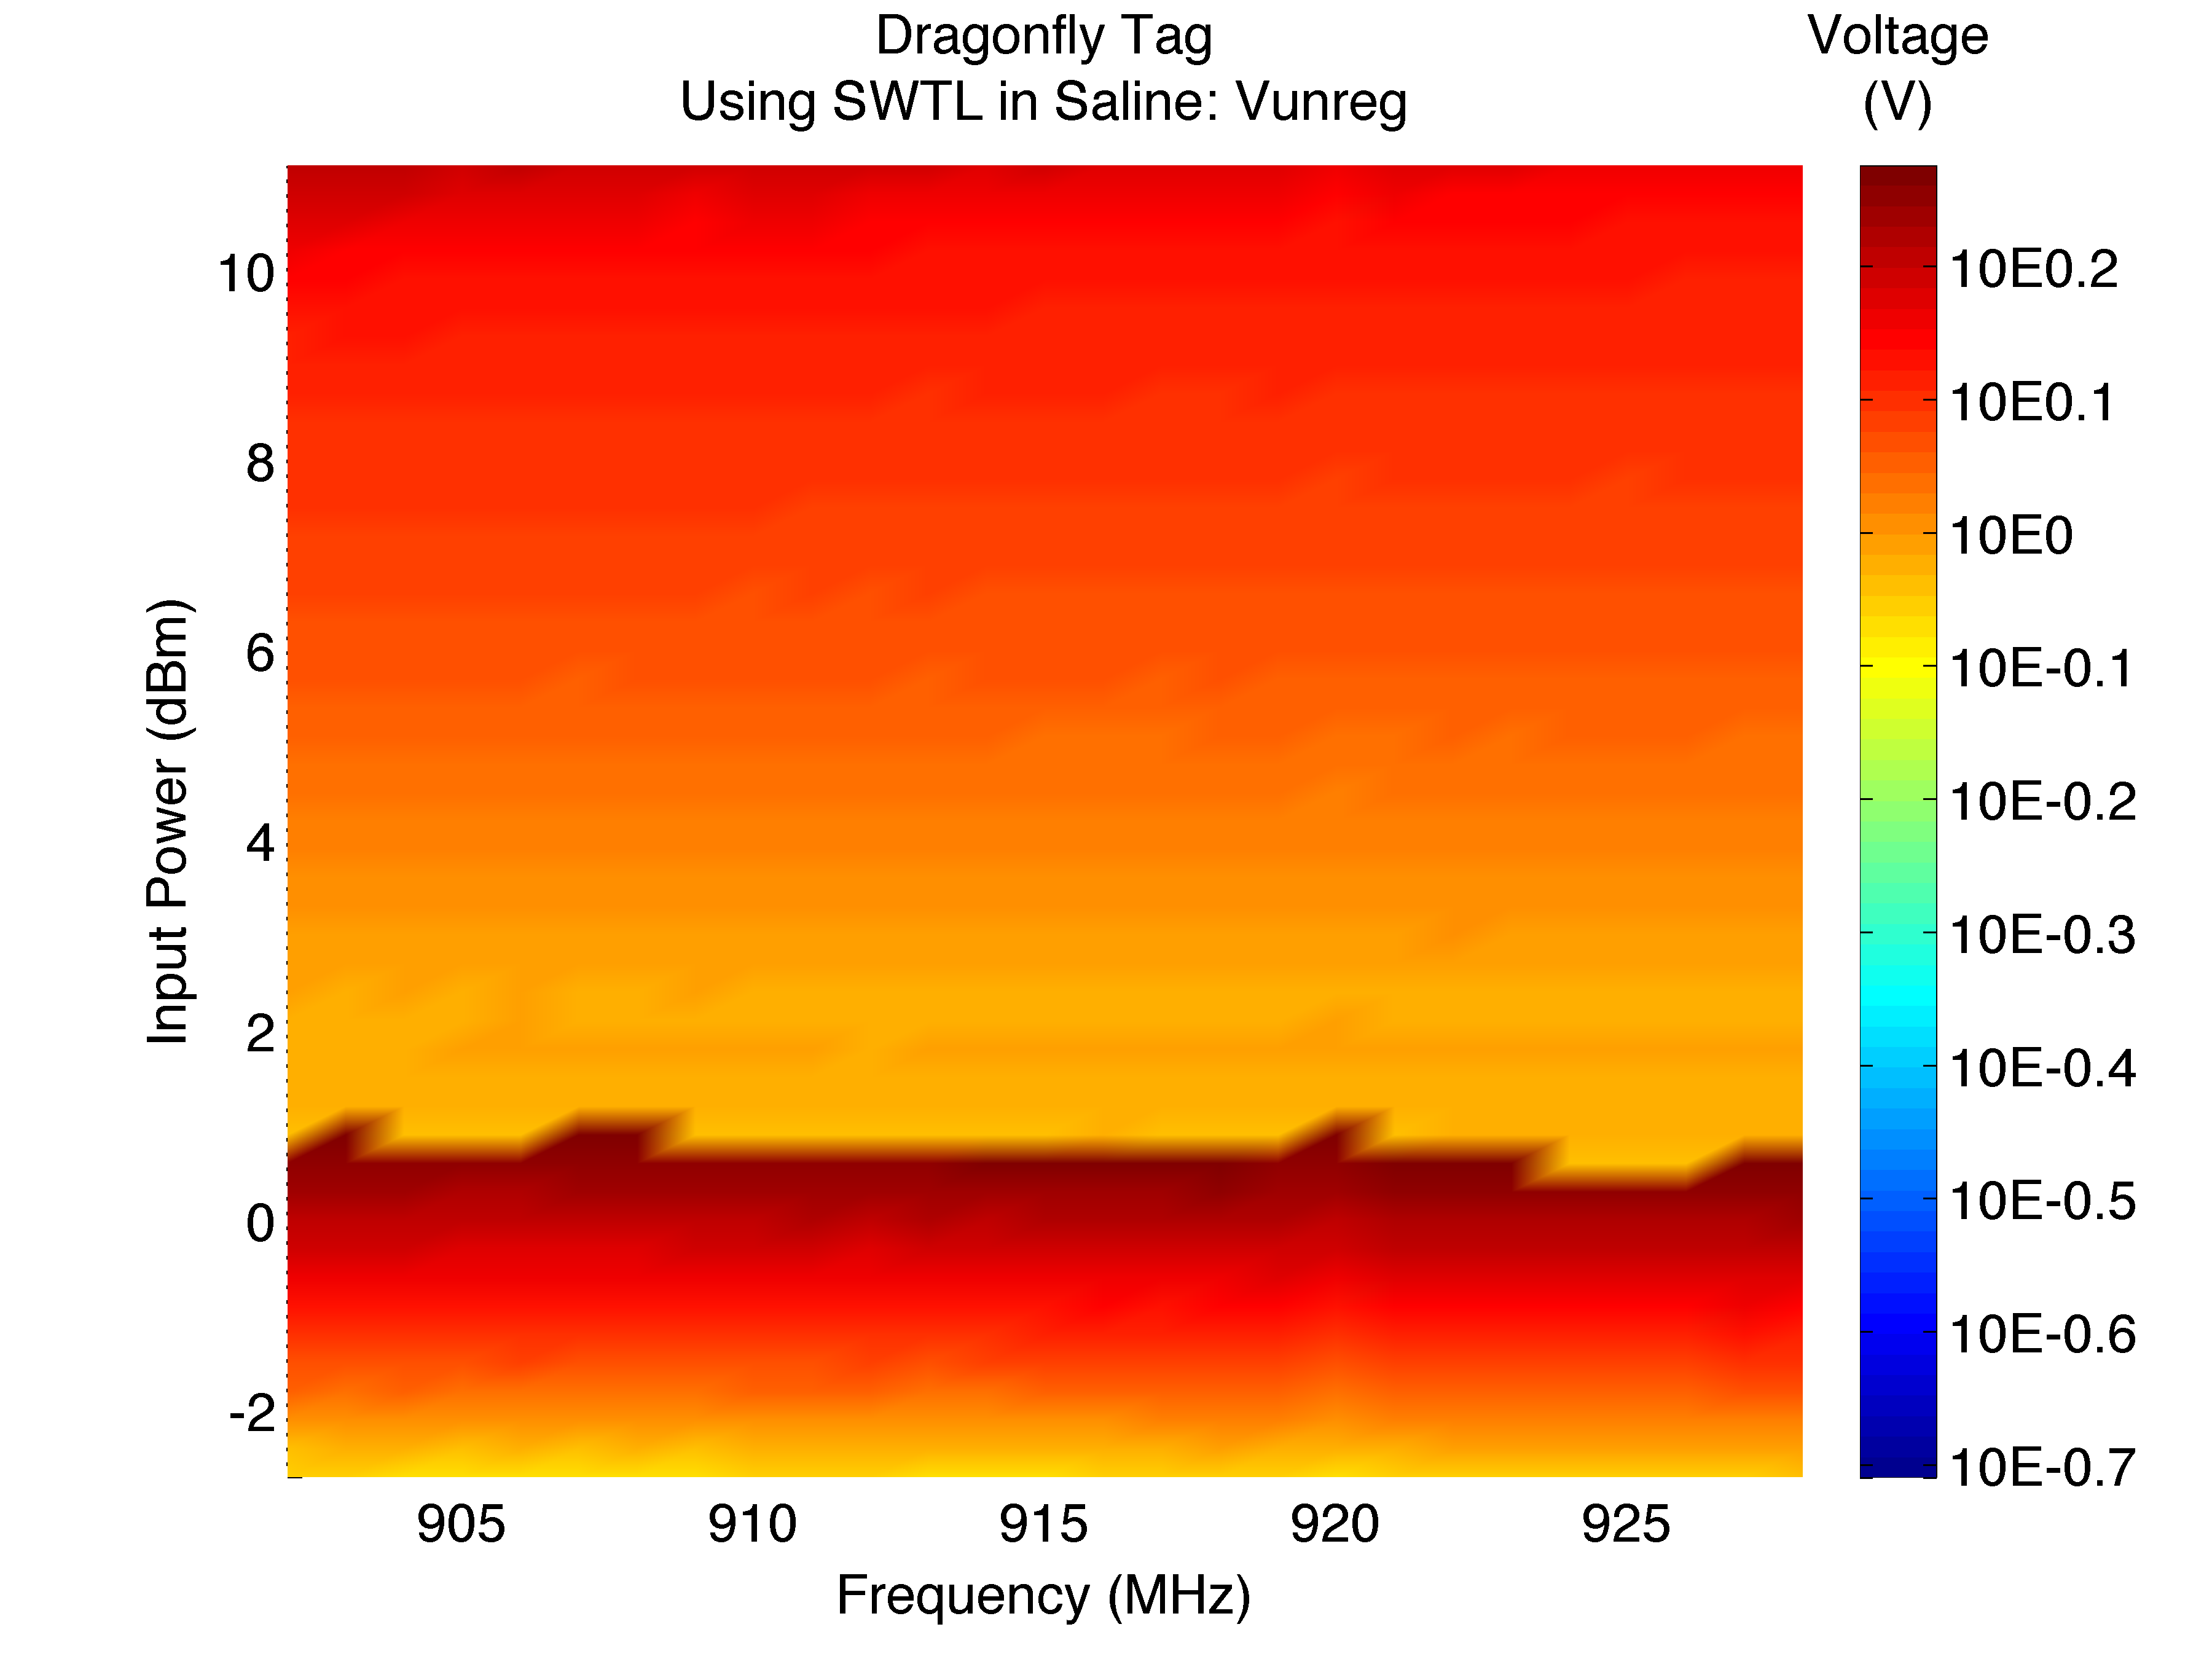 Dragonfly Tag
Using SWTL in Saline: Vunreg
Voltage
(V)
Input Power (dBm)
10
8
6
4
2
0
-2
905
910
915
920
925
Frequency (MHz)
10E0.2
10E0.1
10E0
10E-0.1
10E-0.2
10E-0.3
10E-0.4
10E-0.5
10E-0.6
10E-0.7